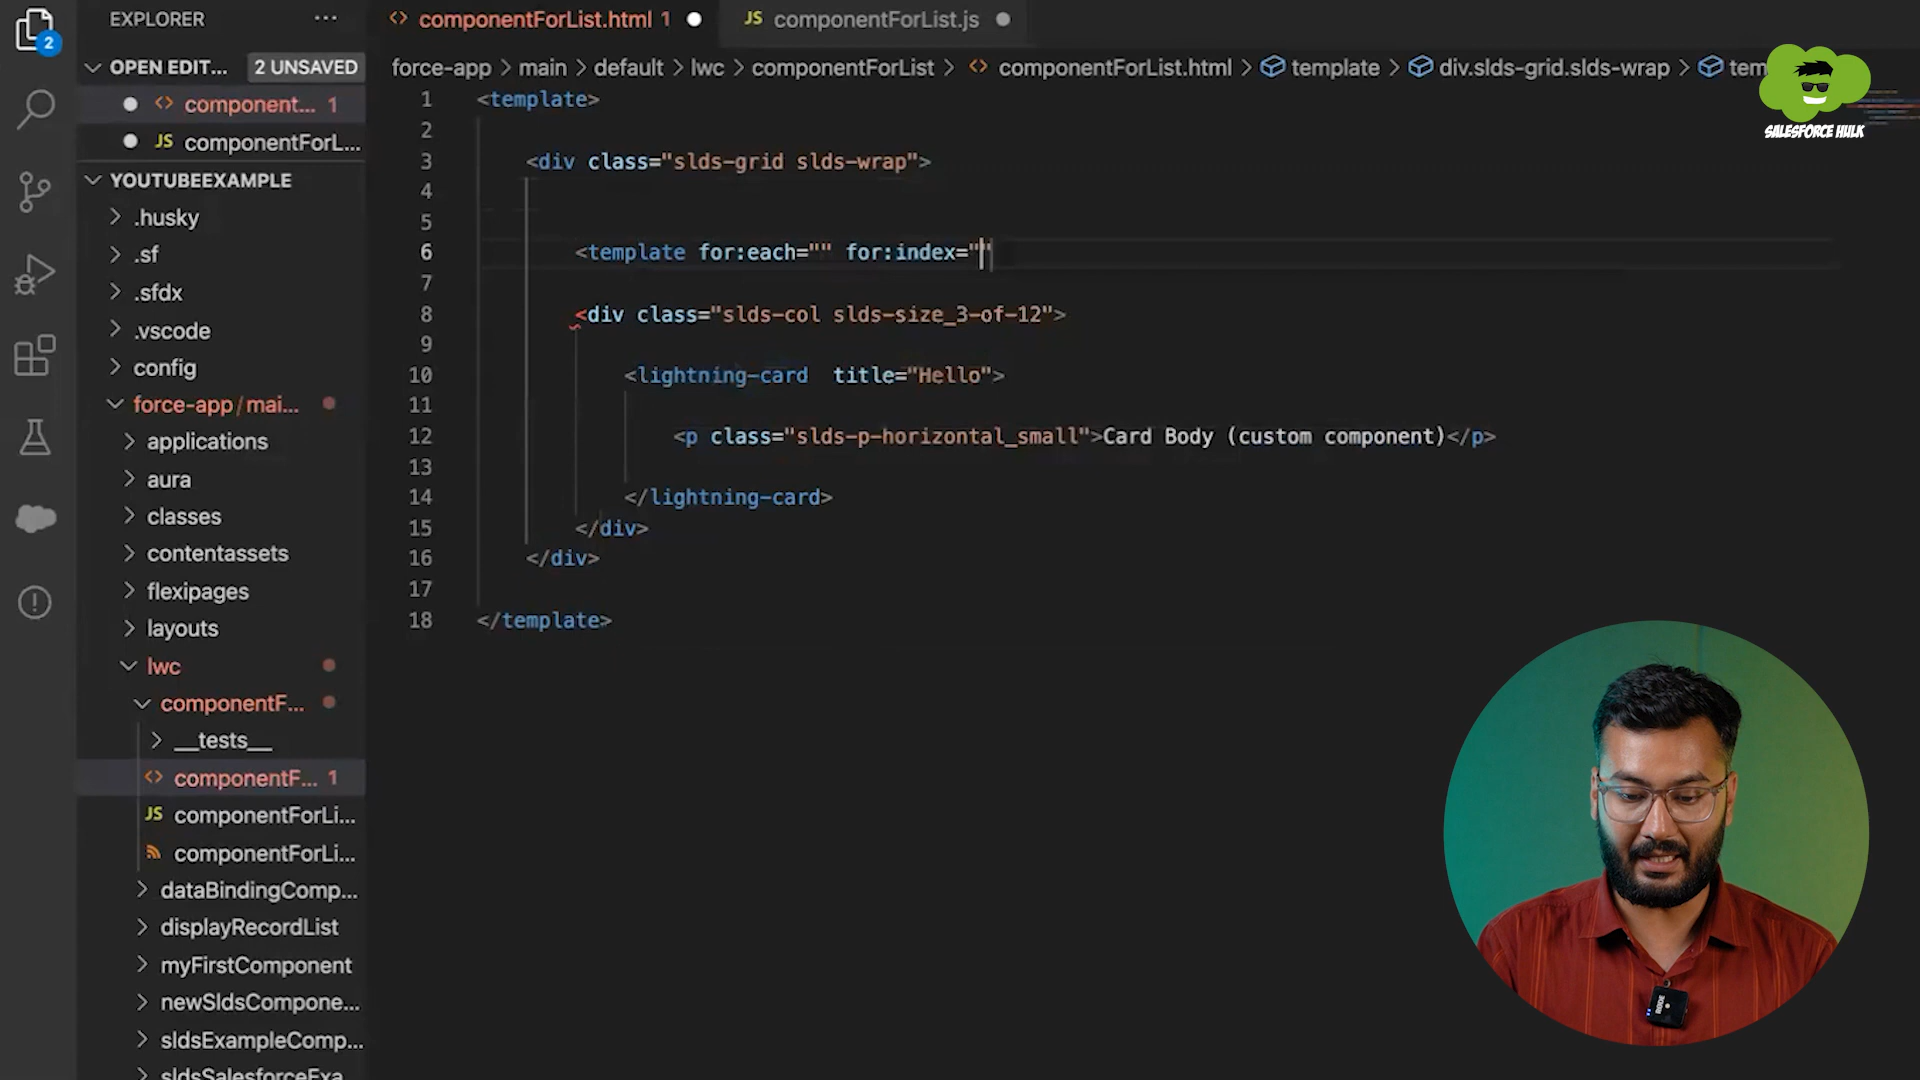 EXPLORER
componentForList.html 1
JS componentForList.js
2
OPEN EDIT... 2 UNSAVED
force-app > main > default > lwc > componentForList > componentForList.html > template > div.slds-grid.slds-wrap > tem
component... 1
JS componentForL...
SALESFORCE HULK
YOUTUBEEXAMPLE
.husky
.sf
.sfdx
.vscode
config
force-app/mai...
applications
aura
classes
contentassets
flexipages
layouts
lwc
componentF...
__tests__
componentF... 1
JS componentForLi...
componentForLi...
dataBindingComp...
displayRecordList
myFirstComponent
newSldsCompone...
sldsExampleComp...
sldsSalesforceExa
1 <template>
2
3 <div class="slds-grid slds-wrap">
4
5
6 <template for:each="" for:index=""
7
8 <div class="slds-col slds-size_3-of-12">
9
10 <lightning-card  title="Hello">
11
12 <p class="slds-p-horizontal_small">Card Body (custom component)</p>
13
14 </lightning-card>
15 </div>
16 </div>
17
18 </template>